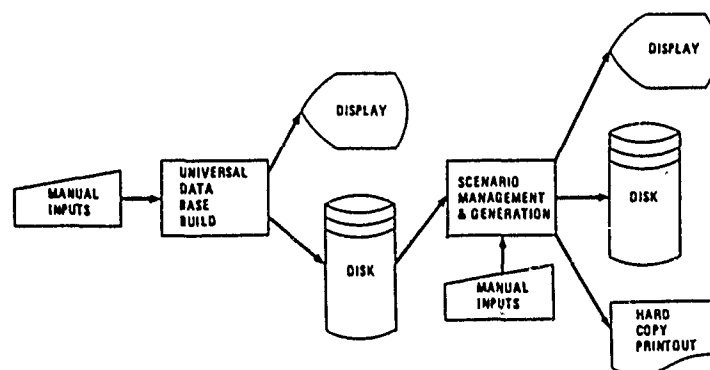 MANUAL
INPUTS
UNIVERSAL
DATA
BASE
BUILD
DISPLAY
DISK
SCENARIO
MANAGEMENT
& GENERATION
MANUAL
INPUTS
DISPLAY
DISK
HARD
COPY
PRINTOUT